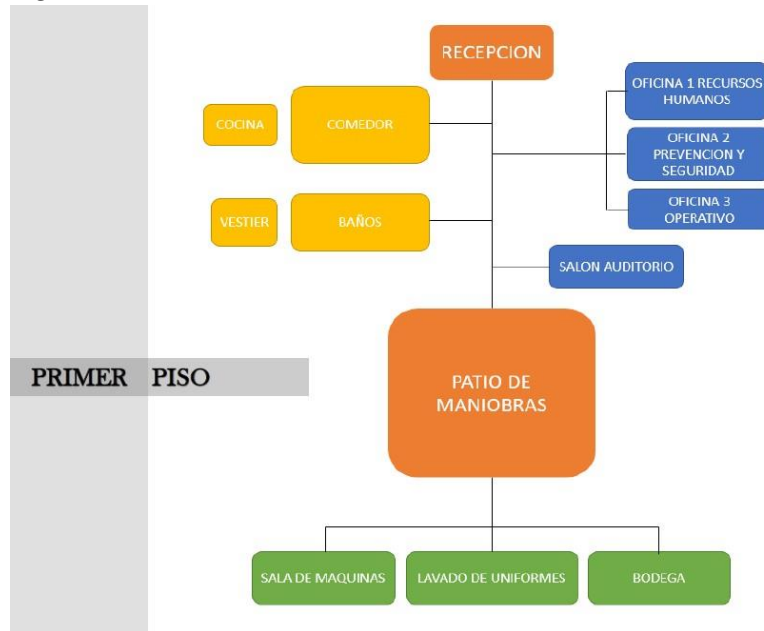 RECEPCION
OFICINA 1 RECURSOS
HUMANOS
COCINA
COMEDOR
OFICINA 2
PREVENCION Y
SEGURIDAD
VESTIER
BAÑOS
OFICINA 3
OPERATIVO
SALON AUDITORIO
PRIMER PISO
PATIO DE
MANIOBRAS
SALA DE MAQUINAS
LAVADO DE UNIFORMES
BODEGA